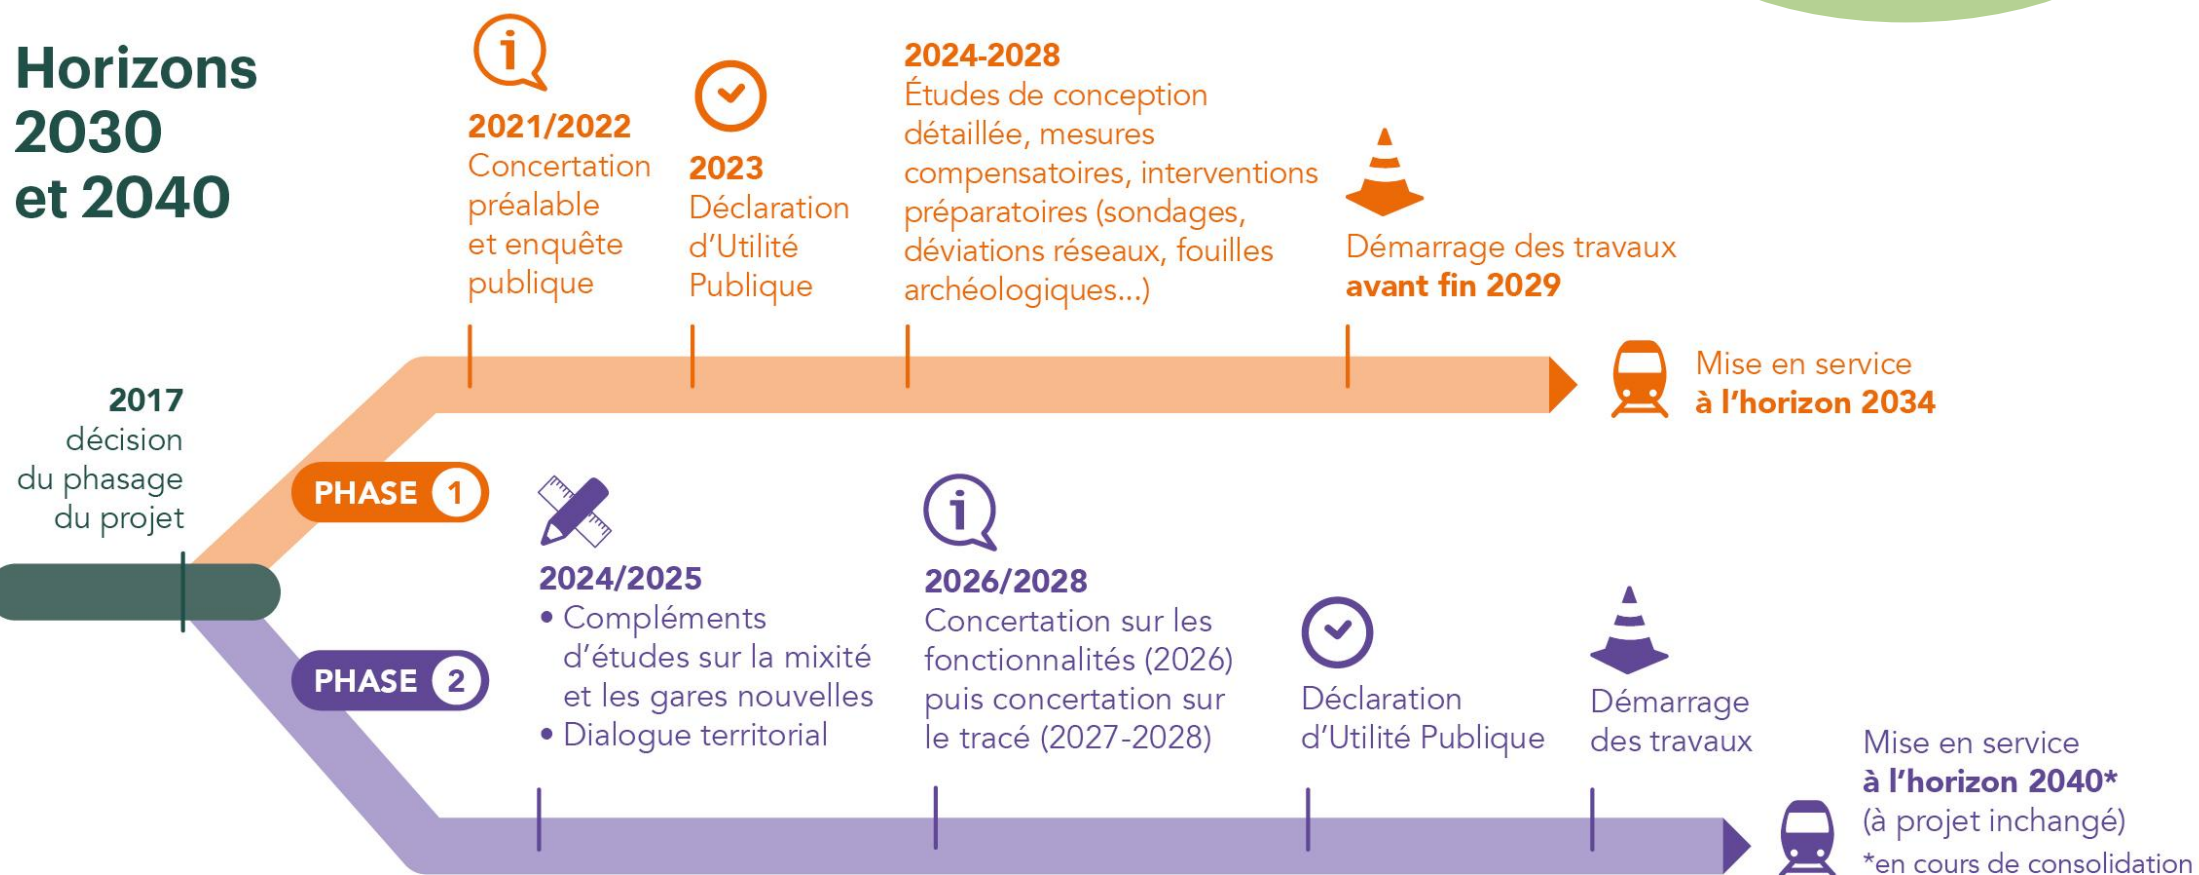 Horizons
2030
et 2040
2017
décision
du phasage
du projet
PHASE 1
2021/2022
Concertation
préalable
et enquête
publique
2023
Déclaration
d'Utilité
Publique
2024-2028
Études de conception
détaillée, mesures
compensatoires, interventions
préparatoires (sondages,
déviations réseaux, fouilles
archéologiques...)
Démarrage des travaux
avant fin 2029
Mise en service
à l'horizon 2034
PHASE 2
2024/2025
• Compléments
d'études sur la mixité
et les gares nouvelles
• Dialogue territorial
2026/2028
Concertation sur les
fonctionnalités (2026)
puis concertation sur
le tracé (2027-2028)
Déclaration
d'Utilité Publique
Démarrage
des travaux
Mise en service
à l'horizon 2040*
(à projet inchangé)
*en cours de consolidation